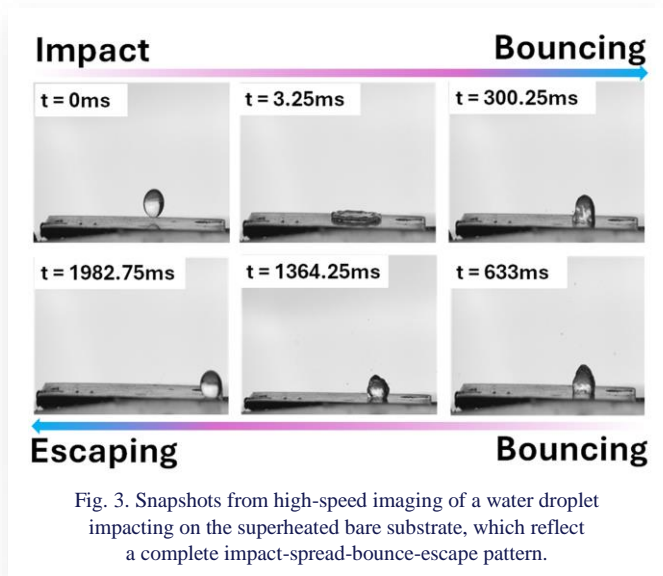 Impact
Bouncing
t = 0ms
t = 3.25ms
t = 300.25ms
t = 1982.75ms
t = 1364.25ms
t = 633ms
Escaping
Bouncing
Fig. 3. Snapshots from high-speed imaging of a water droplet
impacting on the superheated bare substrate, which reflect
a complete impact-spread-bounce-escape pattern.